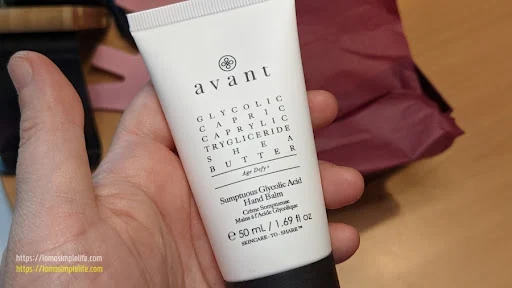 avant
GLYCOLIC
CAPRIC
CAPRYLIC
TRYGLICERIDE
SHEA
BUTTER
Age Defy+
Sumptuous Glycolic Acid
Hand Balm
Crème Somptueuse
Mains à l'Acide Glycolique
℮ 50 mL / 1.69 fl oz
SKINCARE·TO·SHARE™
https://lomosimplelife.com
https://lomosimplelife.com